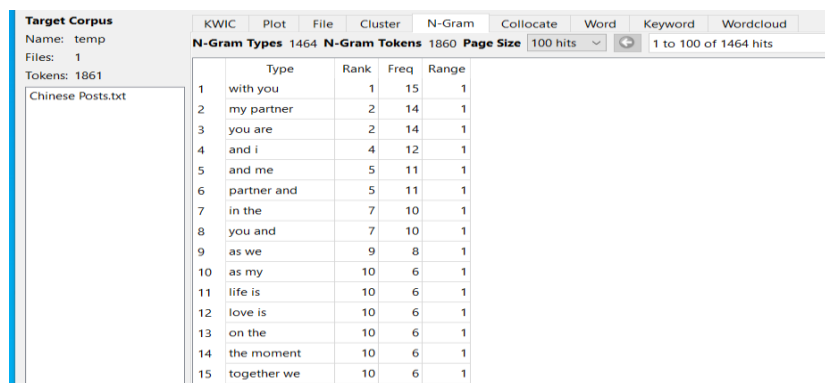 Target Corpus
Name: temp
Files: 1
Tokens: 1861
Chinese Posts.txt
KWIC Plot File Cluster N-Gram Collocate Word Keyword Wordcloud
N-Gram Types 1464 N-Gram Tokens 1860 Page Size 100 hits 1 to 100 of 1464 hits
Type Rank Freq Range
1 with you 1 15 1
2 my partner 2 14 1
3 you are 2 14 1
4 and i 4 12 1
5 and me 5 11 1
6 partner and 5 11 1
7 in the 7 10 1
8 you and 7 10 1
9 as we 9 8 1
10 as my 10 6 1
11 life is 10 6 1
12 love is 10 6 1
13 on the 10 6 1
14 the moment 10 6 1
15 together we 10 6 1